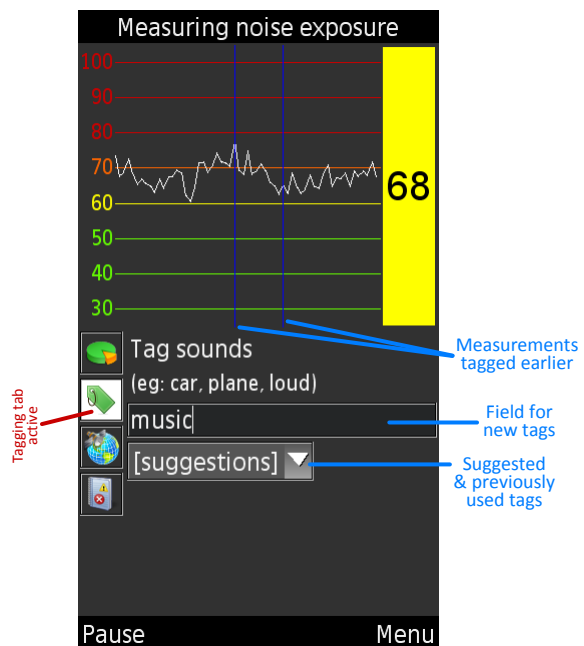 Measuring noise exposure
100
90
80
70
60
50
40
30
68
Tag sounds
(eg: car, plane, loud)
music
[suggestions]
Pause
Menu
Tagging tab
active
Measurements
tagged earlier
Field for
new tags
Suggested
& previously
used tags